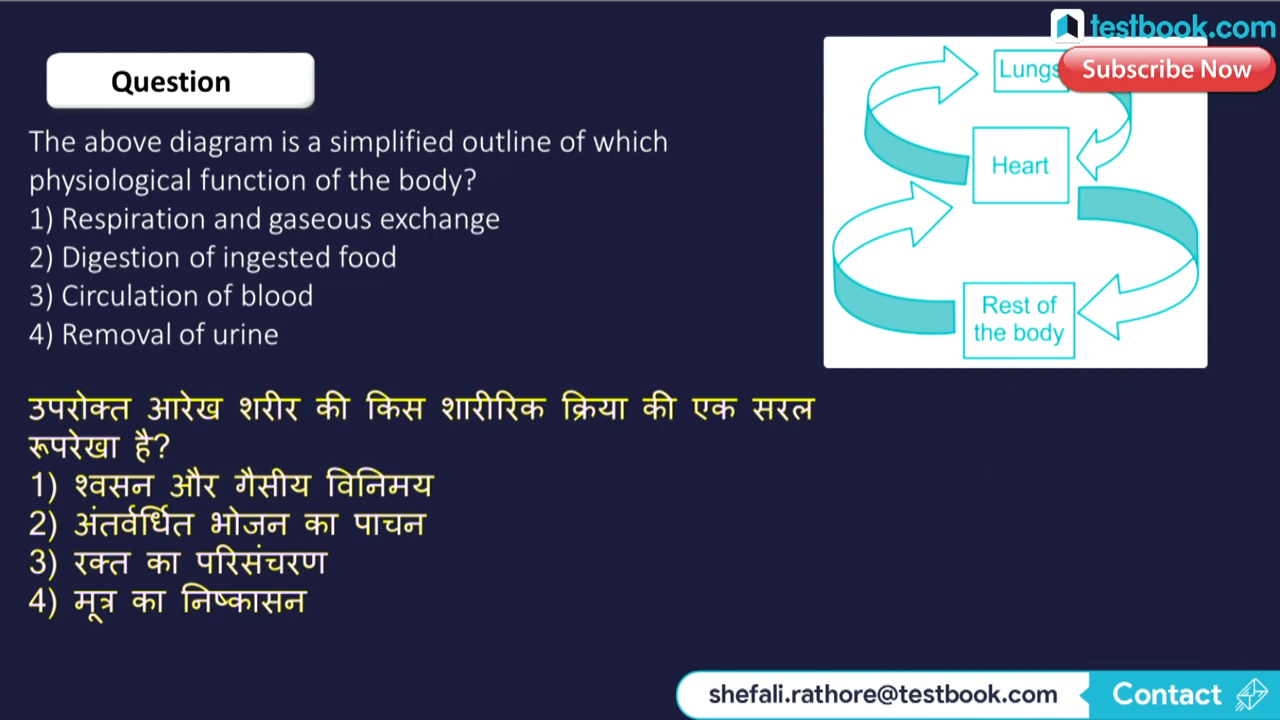 testbook.com
Subscribe Now
Question
The above diagram is a simplified outline of which
physiological function of the body?
1) Respiration and gaseous exchange
2) Digestion of ingested food
3) Circulation of blood
4) Removal of urine
Lungs
Heart
Rest of
the body
उपरोक्त आरेख शरीर की किस शारीरिक क्रिया की एक सरल
रूपरेखा है?
1) श्वसन और गैसीय विनिमय
2) अंतर्वर्धित भोजन का पाचन
3) रक्त का परिसंचरण
4) मूत्र का निष्कासन
shefali.rathore@testbook.com
Contact